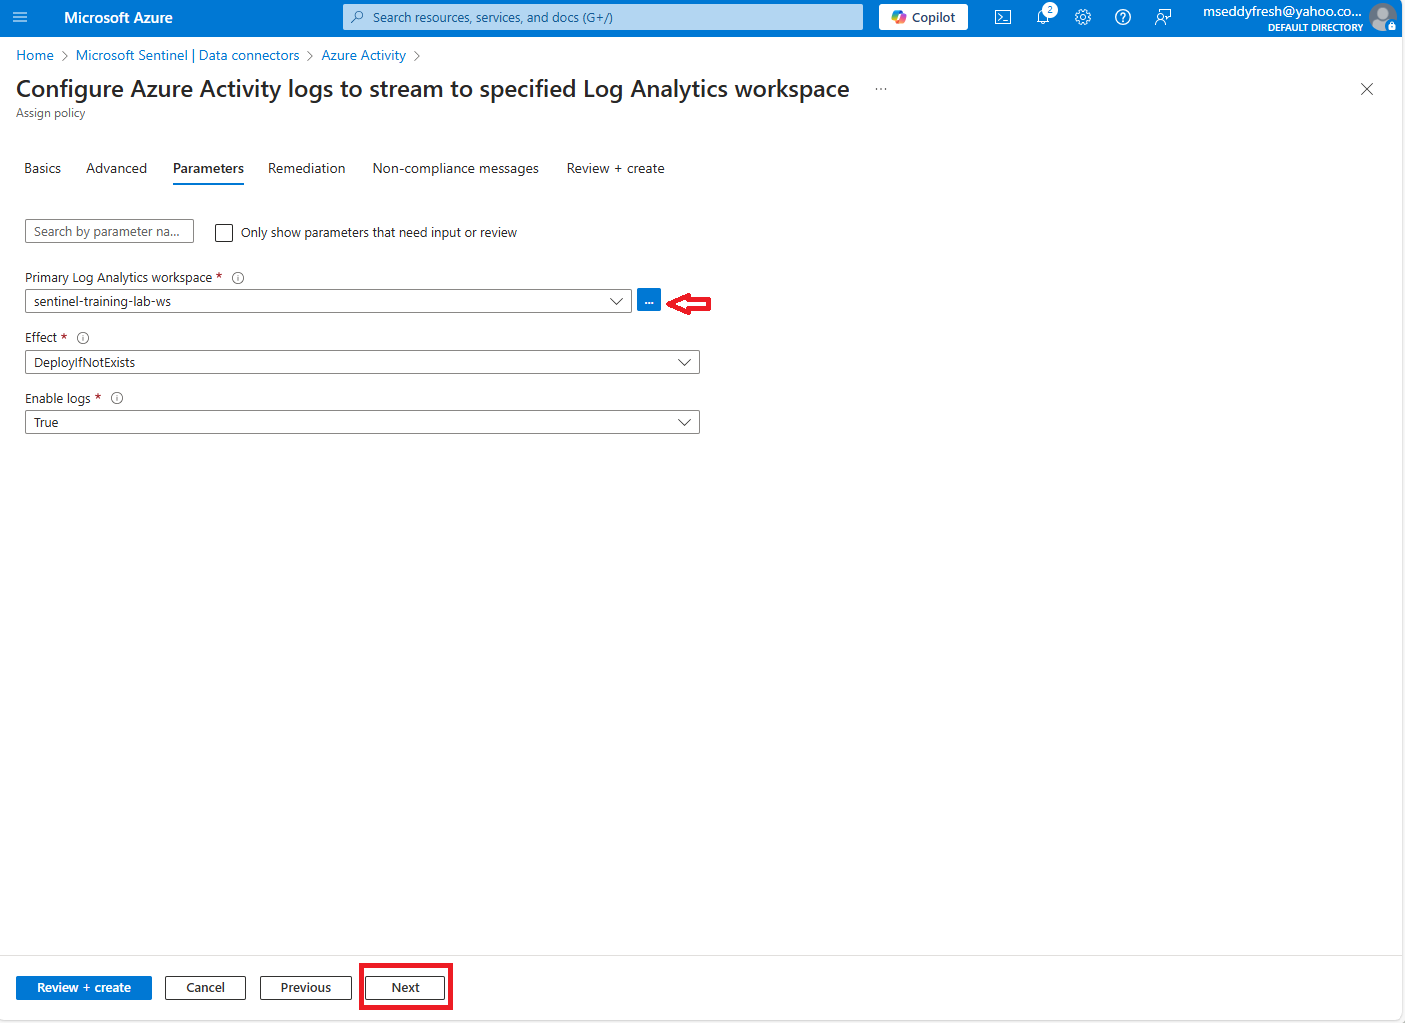 Microsoft Azure
Search resources, services, and docs (G+/)
Copilot
2
mseddyfresh@yahoo.co...
DEFAULT DIRECTORY
Home > Microsoft Sentinel | Data connectors > Azure Activity >
Configure Azure Activity logs to stream to specified Log Analytics workspace ...
Assign policy
Basics Advanced Parameters Remediation Non-compliance messages Review + create
Search by parameter na... Only show parameters that need input or review
Primary Log Analytics workspace *
sentinel-training-lab-ws ...
Effect *
DeployIfNotExists
Enable logs *
True
Review + create Cancel Previous Next